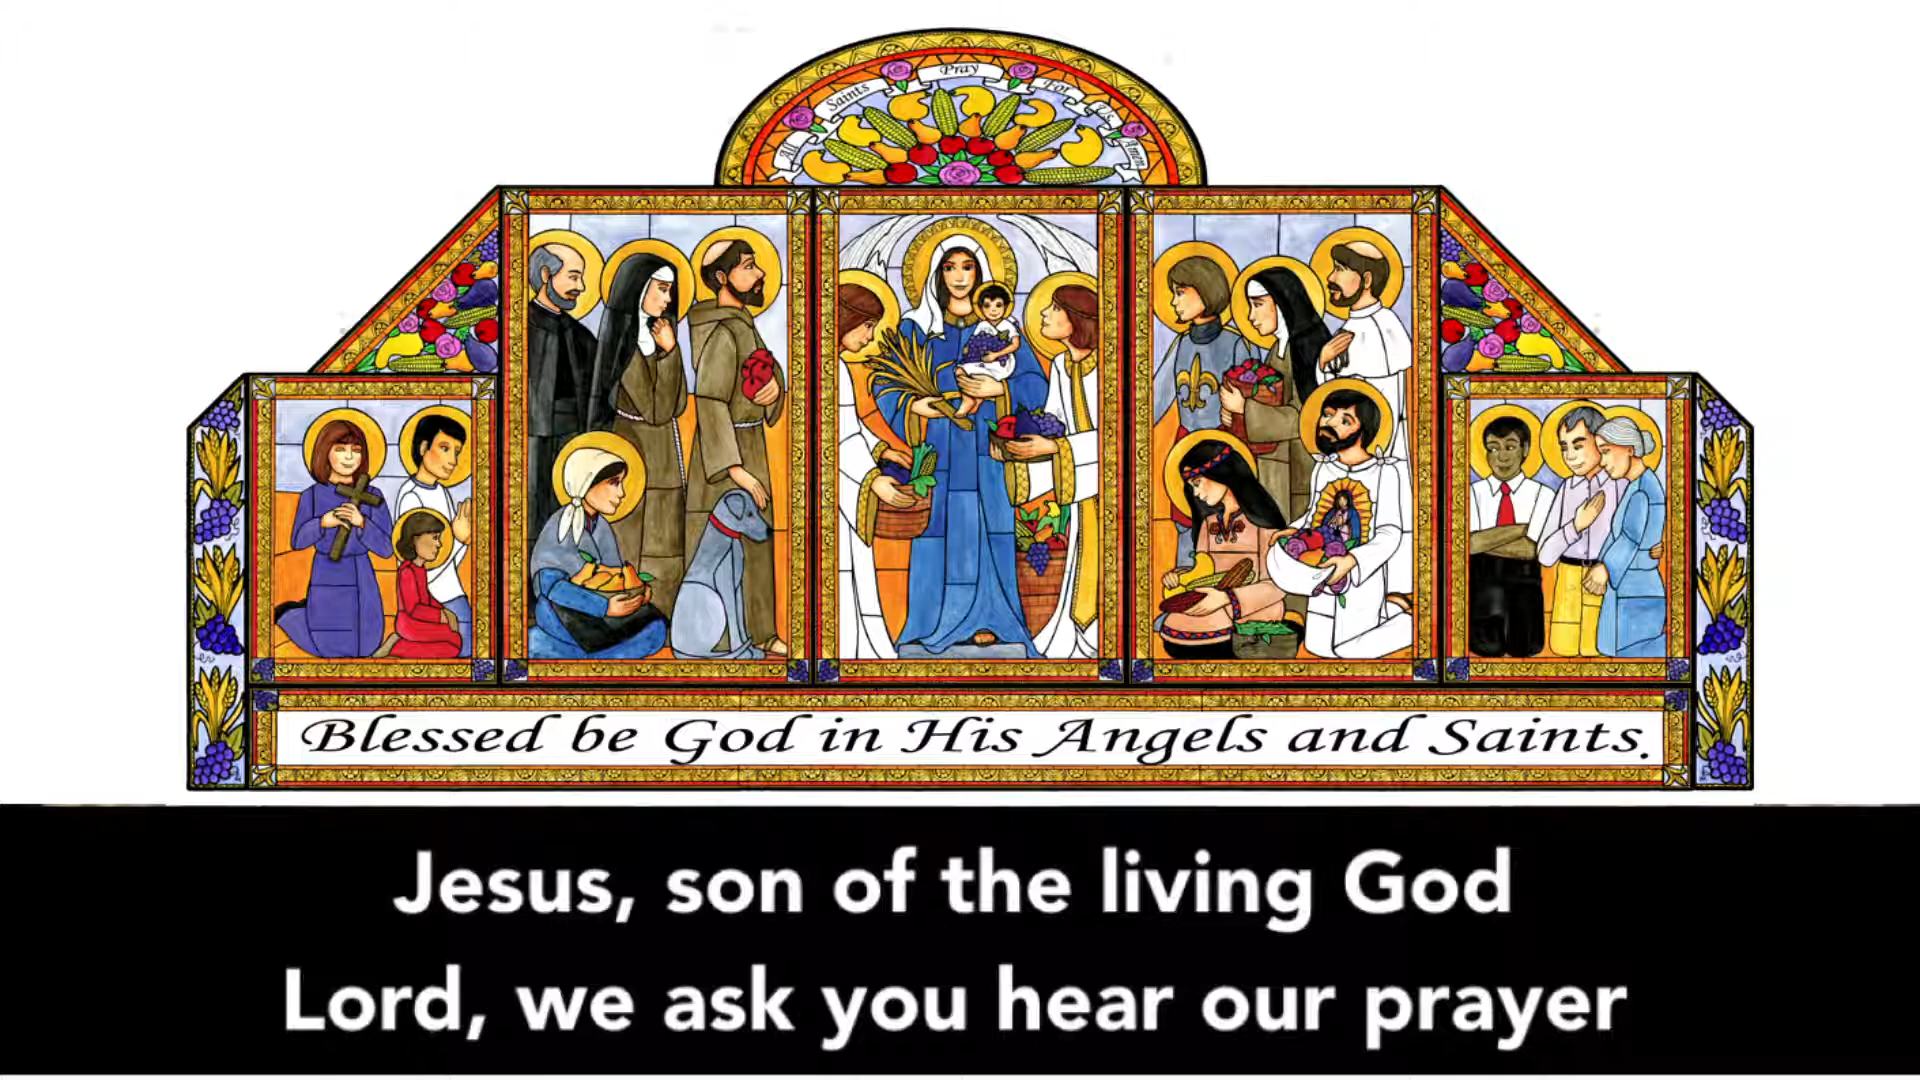 All Saints Pray For Us Amen
Blessed be God in His Angels and Saints.
Jesus, son of the living God
Lord, we ask you hear our prayer